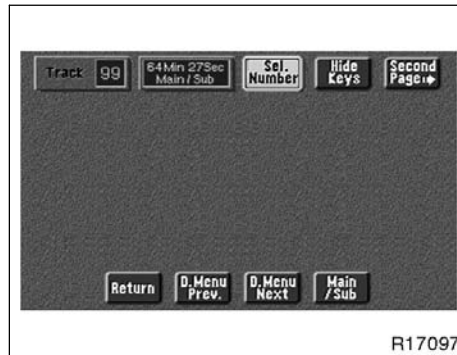 Track 99
64Min 27Sec
Main / Sub
Sel.
Number
Hide
Keys
Second
Page
Return
D.Menu
Prev.
D.Menu
Next
Main
/Sub
R17097